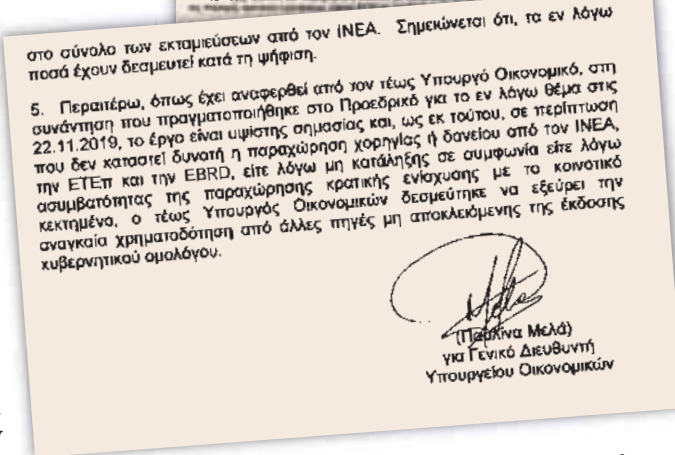 στο σύνολο των εκταμιεύσεων από τον ΙΝΕΑ. Σημειώνεται ότι, τα εν λόγω
ποσά έχουν δεσμευτεί κατά τη ψήφιση.
5. Περαιτέρω, όπως έχει αναφερθεί από τον τέως Υπουργό Οικονομικό, στη
συνάντηση που πραγματοποιήθηκε στο Προεδρικό για το εν λόγω θέμα στις
22.11.2019, το έργο είναι υψίστης σημασίας και, ως εκ τούτου, σε περίπτωση
που δεν καταστεί δυνατή η παραχώρηση χορηγίας ή δανείου από τον ΙΝΕΑ,
την ΕΤΕπ και την EBRD, είτε λόγω μη κατάληξης σε συμφωνία είτε λόγω
ασυμβατότητας της παραχώρησης κρατικής ενίσχυσης με το κοινοτικό
κεκτημένο, ο τέως Υπουργός Οικονομικών δεσμεύτηκε να εξεύρει την
αναγκαία χρηματοδότηση από άλλες πηγές μη αποκλειόμενης της έκδοσης
κυβερνητικού ομολόγου.
(Παυλίνα Μελά)
για Γενικό Διευθυντή
Υπουργείου Οικονομικών